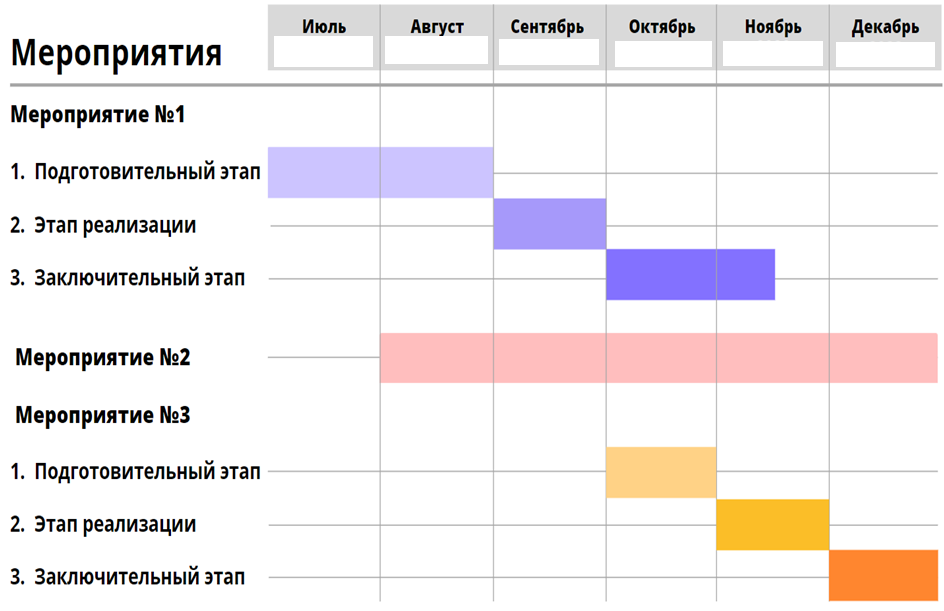 Июль Август Сентябрь Октябрь Ноябрь Декабрь
Мероприятия
Мероприятие №1
1. Подготовительный этап
2. Этап реализации
3. Заключительный этап
Мероприятие №2
Мероприятие №3
1. Подготовительный этап
2. Этап реализации
3. Заключительный этап